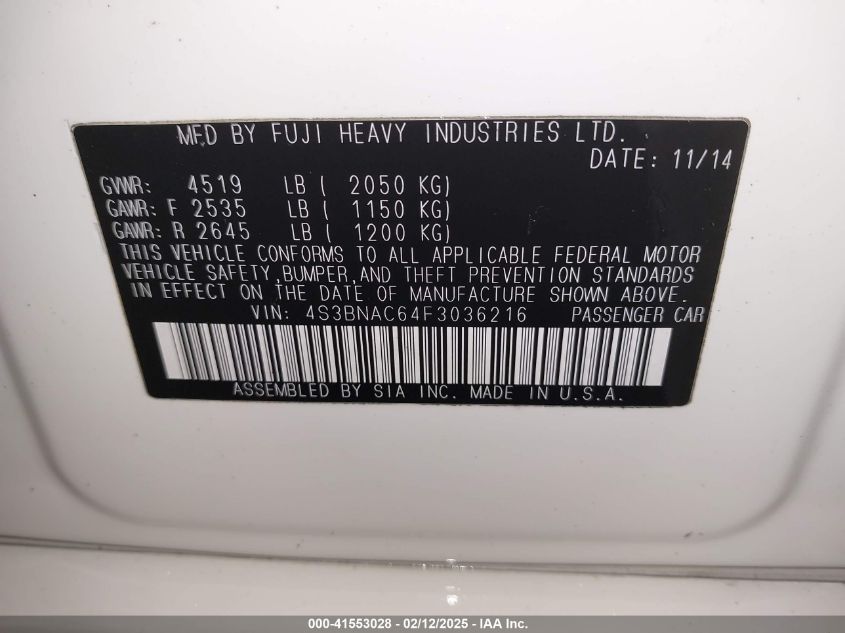 MFD BY FUJI HEAVY INDUSTRIES LTD.
DATE: 11/14
GVWR: 4519 LB ( 2050 KG)
GAWR: F 2535 LB ( 1150 KG)
GAWR: R 2645 LB ( 1200 KG)
THIS VEHICLE CONFORMS TO ALL APPLICABLE FEDERAL MOTOR
VEHICLE SAFETY,BUMPER,AND THEFT PREVENTION STANDARDS
IN EFFECT ON THE DATE OF MANUFACTURE SHOWN ABOVE.
VIN: 4S3BNAC64F3036216 PASSENGER CAR
ASSEMBLED BY SIA INC. MADE IN U.S.A.
000-41553028 - 02/12/2025 - IAA Inc.